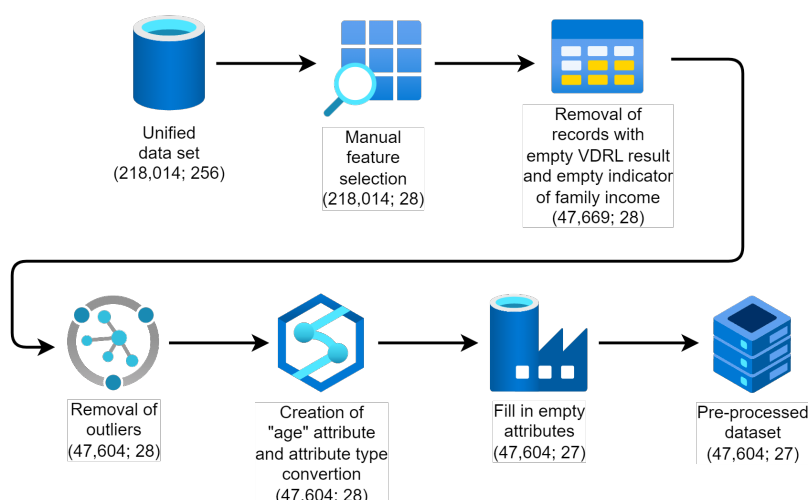 Unified
data set
(218,014; 256)
Manual
feature
selection
(218,014; 28)
Removal of
records with
empty VDRL result
and empty indicator
of family income
(47,669; 28)
Removal of
outliers
(47,604; 28)
Creation of
"age" attribute
and attribute type
convertion
(47,604; 28)
Fill in empty
attributes
(47,604; 27)
Pre-processed
dataset
(47,604; 27)